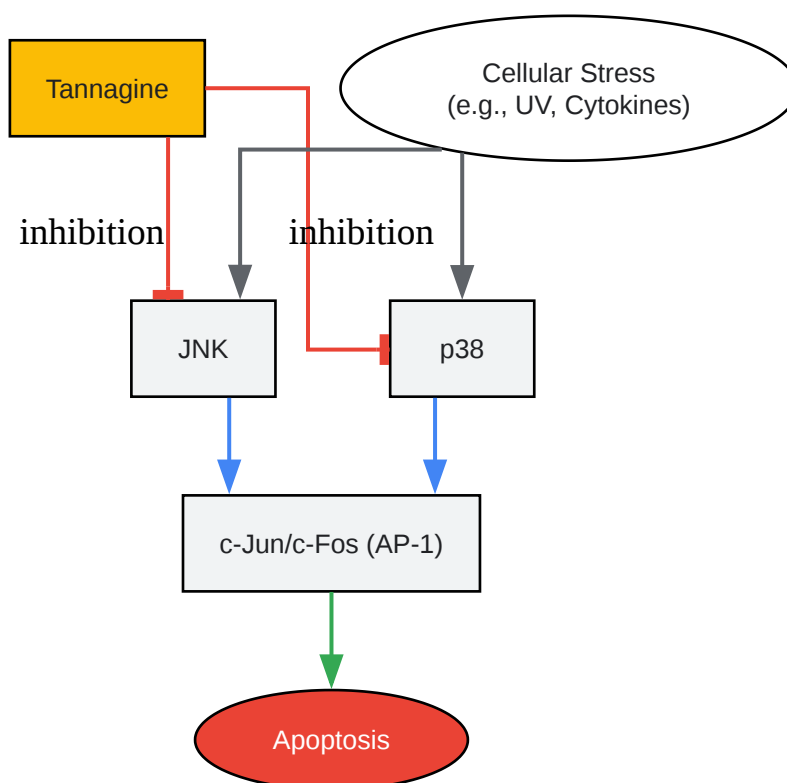 Tannagine
Cellular Stress
(e.g., UV, Cytokines)
inhibition
inhibition
JNK
p38
c-Jun/c-Fos (AP-1)
Apoptosis